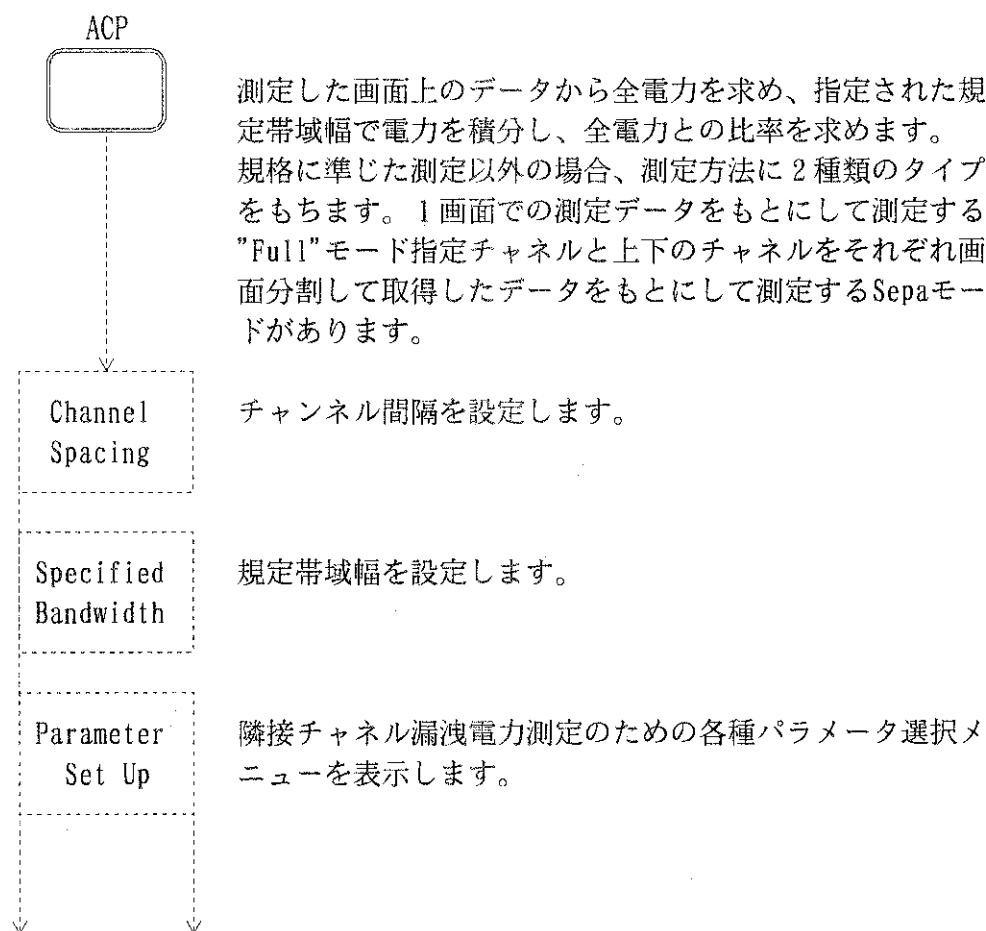 ACP
測定した画面上のデータから全電力を求め、指定された規
定帯域幅で電力を積分し、全電力との比率を求めます。
規格に準じた測定以外の場合、測定方法に2種類のタイプ
をもちます。1画面での測定データをもとにして測定する
"Full"モード指定チャネルと上下のチャネルをそれぞれ画
面分割して取得したデータをもとにして測定するSepaモー
ドがあります。
Channel
Spacing
チャンネル間隔を設定します。
Specified
Bandwidth
規定帯域幅を設定します。
Parameter
Set Up
隣接チャネル漏洩電力測定のための各種パラメータ選択メ
ニューを表示します。